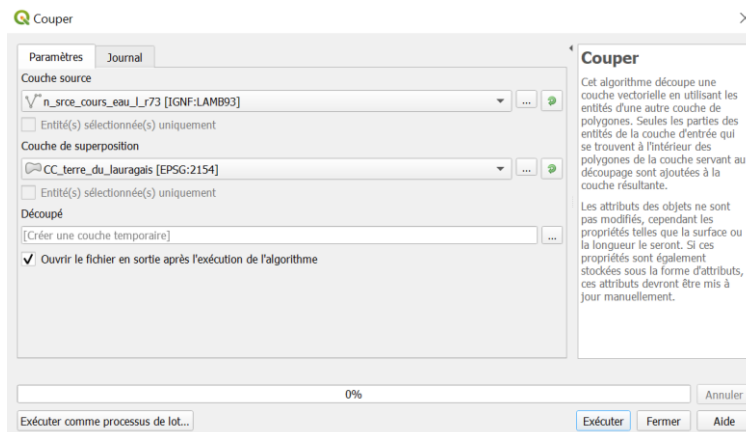 Couper
Paramètres
Journal
Couche source
n_srce_cours_eau_l_r73 [IGNF:LAMB93]
...
Entité(s) sélectionnée(s) uniquement
Couche de superposition
CC_terre_du_lauragais [EPSG:2154]
...
Entité(s) sélectionnée(s) uniquement
Découpé
[Créer une couche temporaire]
...
Ouvrir le fichier en sortie après l'exécution de l'algorithme
Couper
Cet algorithme découpe une
couche vectorielle en utilisant les
entités d'une autre couche de
polygones. Seules les parties des
entités de la couche d'entrée qui
se trouvent à l'intérieur des
polygones de la couche servant au
découpage sont ajoutées à la
couche résultante.
Les attributs des objets ne sont
pas modifiés, cependant les
propriétés telles que la surface ou
la longueur le seront. Si ces
propriétés sont également
stockées sous la forme d'attributs,
ces attributs devront être mis à
jour manuellement.
0%
Annuler
Exécuter comme processus de lot...
Exécuter
Fermer
Aide